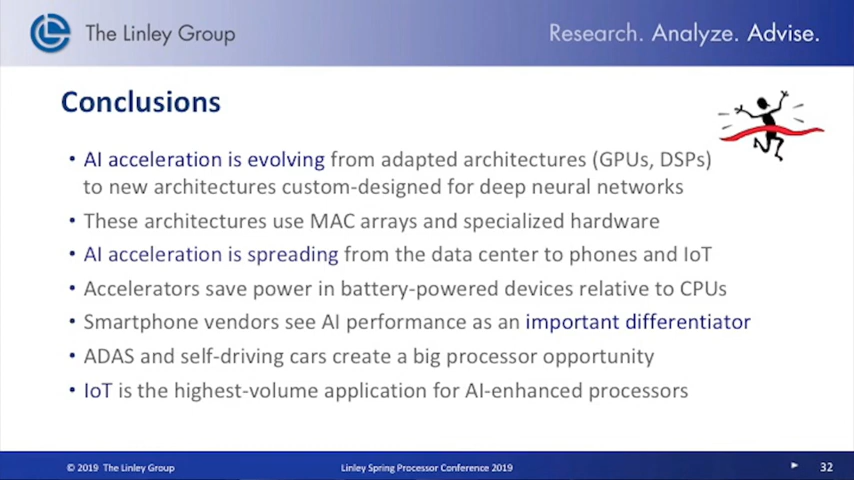 The Linley Group
Research. Analyze. Advise.
Conclusions
• AI acceleration is evolving from adapted architectures (GPUs, DSPs)
to new architectures custom-designed for deep neural networks
• These architectures use MAC arrays and specialized hardware
• AI acceleration is spreading from the data center to phones and IoT
• Accelerators save power in battery-powered devices relative to CPUs
• Smartphone vendors see AI performance as an important differentiator
• ADAS and self-driving cars create a big processor opportunity
• IoT is the highest-volume application for AI-enhanced processors
© 2019 The Linley Group
Linley Spring Processor Conference 2019
32